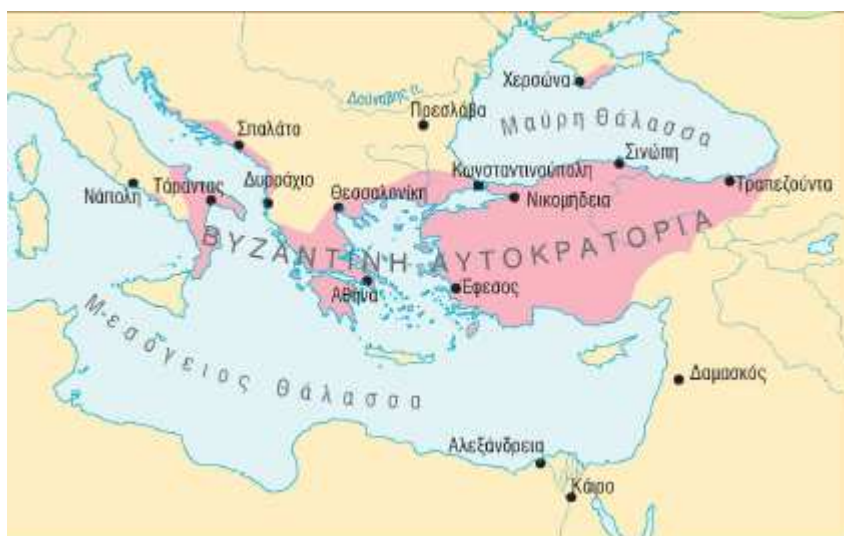 Χερσώνα
Δούναβης π.
Πρεσλάβα
Μαύρη Θάλασσα
Σπαλάτο
Σινώπη
Κωνσταντινούπολη
Τάραντας
Δυρράχιο
Θεσσαλονίκη
Νάπολη
Νικομήδεια
Τραπεζούντα
ΒΥΖΑΝΤΙΝΗ ΑΥΤΟΚΡΑΤΟΡΙΑ
Αθήνα
Εφεσος
Μεσόγειος Θάλασσα
Δαμασκός
Αλεξάνδρεια
Κάιρο